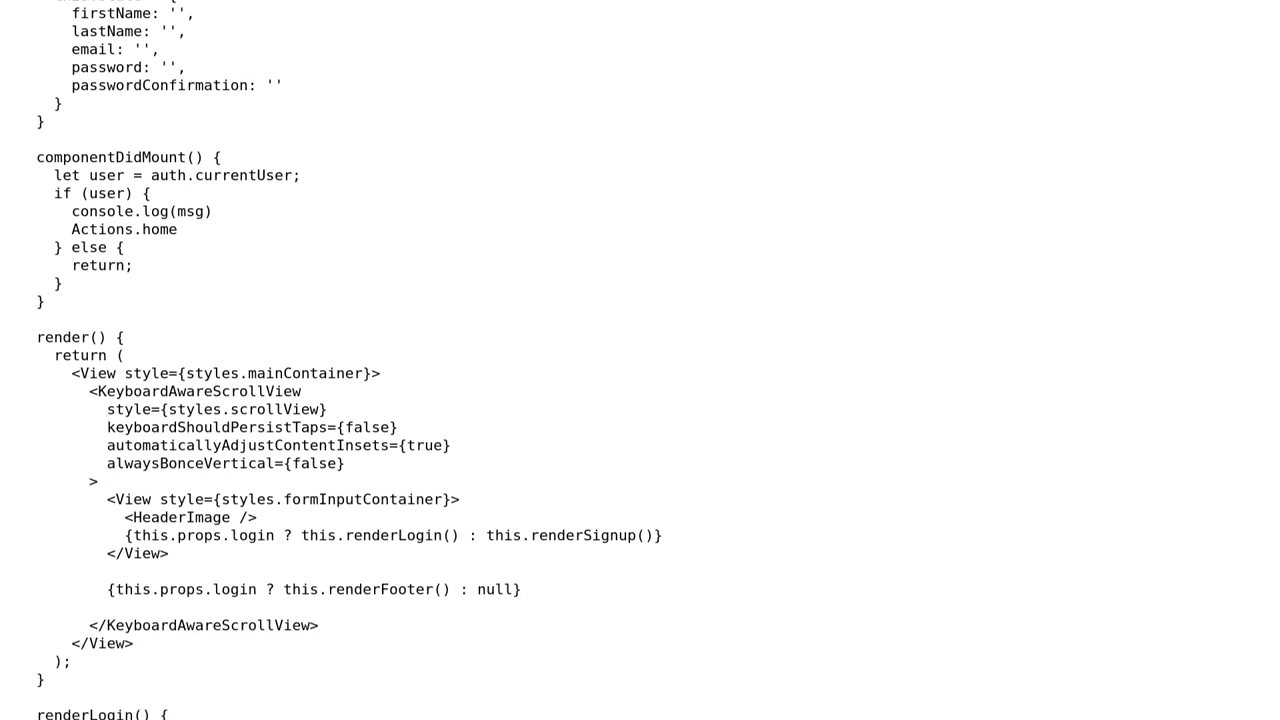 firstName: '',
lastName: '',
email: '',
password: '',
passwordConfirmation: ''
}
}
componentDidMount() {
let user = auth.currentUser;
if (user) {
console.log(msg)
Actions.home
} else {
return;
}
}
render() {
return (
<View style={styles.mainContainer}>
<KeyboardAwareScrollView
style={styles.scrollView}
keyboardShouldPersistTaps={false}
automaticallyAdjustContentInsets={true}
alwaysBonceVertical={false}
>
<View style={styles.formInputContainer}>
<HeaderImage />
{this.props.login ? this.renderLogin() : this.renderSignup()}
</View>
{this.props.login ? this.renderFooter() : null}
</KeyboardAwareScrollView>
</View>
);
}
renderLogin() {